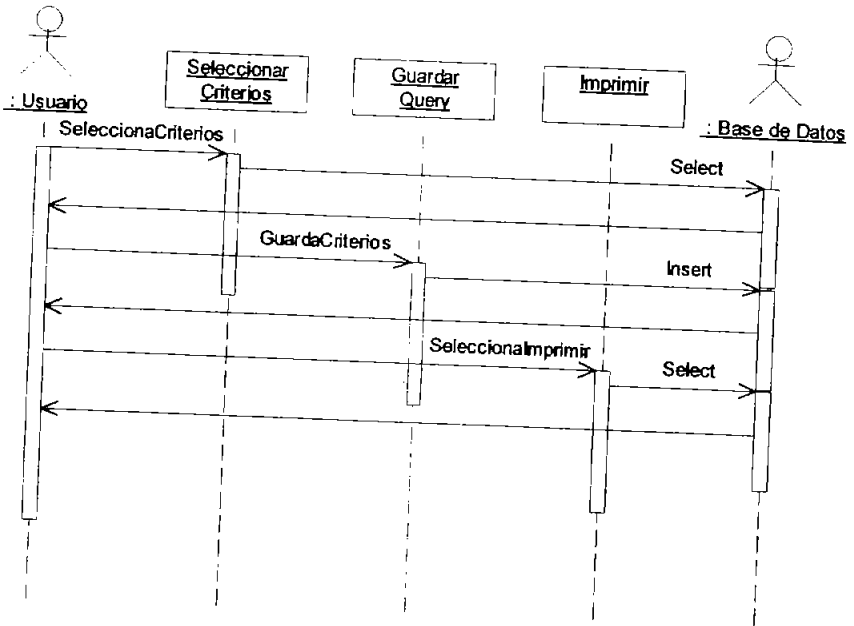 : Usuario
Seleccionar
Criterios
Guardar
Query
Imprimir
: Base de Datos
SeleccionaCriterios
Select
GuardaCriterios
Insert
SeleccionaImprimir
Select